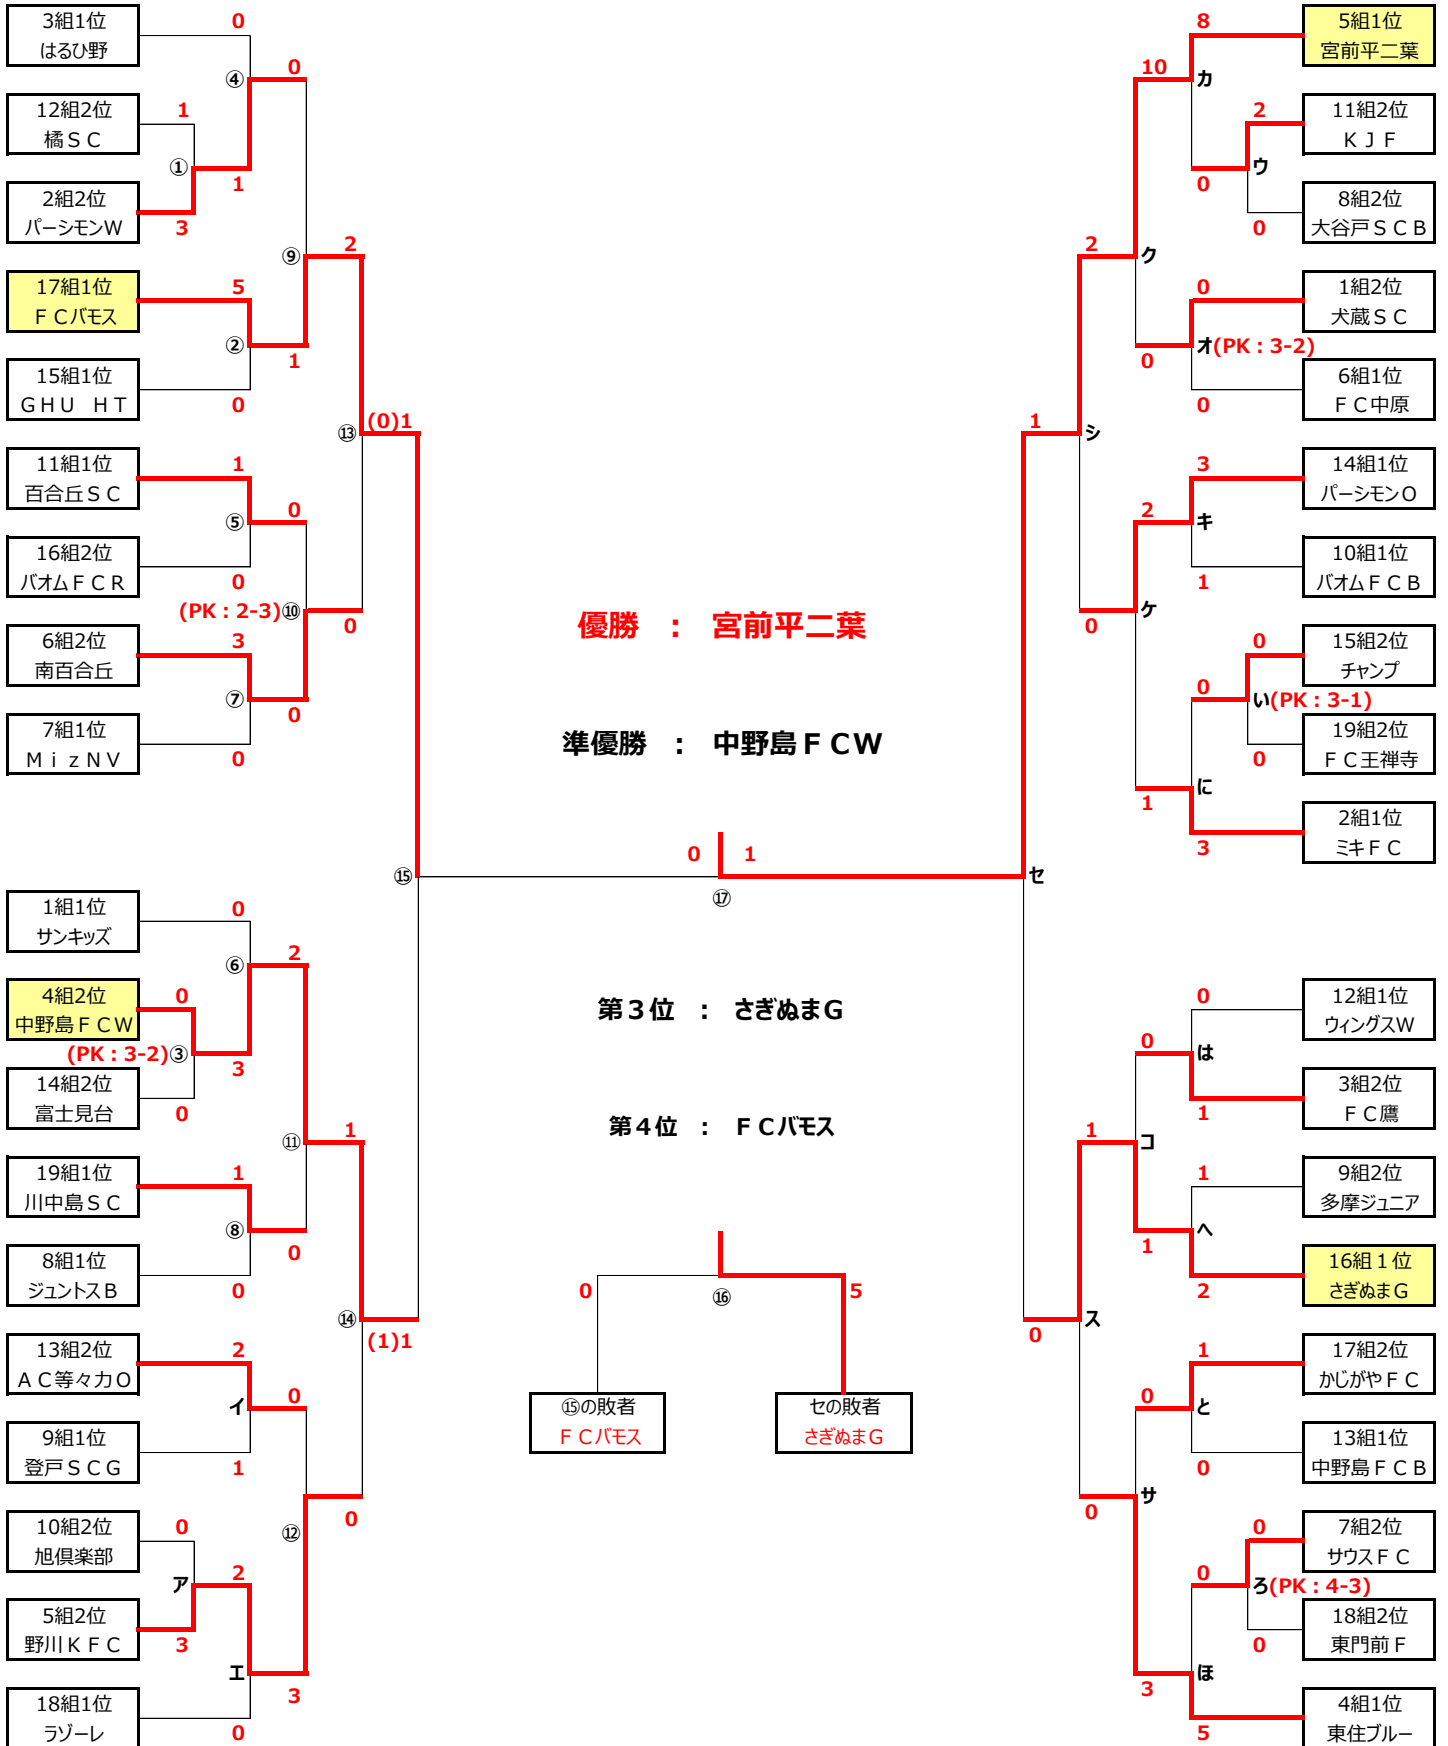 3組1位
はるひ野
0
④
0
12組2位
橘ＳＣ
1
①
1
2組2位
パーシモンW
3
⑨
2
17組1位
ＦＣバモス
5
②
1
15組1位
GHU　HT
0
⑬
(0)1
11組1位
百合丘ＳＣ
1
⑤
0
16組2位
バオムＦＣＲ
0
(PK：2-3)⑩
0
6組2位
南百合丘
3
⑦
0
7組1位
ＭｉｚＮＶ
0
⑮
1組1位
サンキッズ
0
⑥
2
4組2位
中野島ＦＣW
0
(PK：3-2)③
3
14組2位
富士見台
0
⑪
1
19組1位
川中島ＳＣ
1
⑧
0
8組1位
ジュントスＢ
0
⑭
(1)1
13組2位
ＡＣ等々力O
2
イ
0
9組1位
登戸ＳＣＧ
1
⑫
0
10組2位
旭倶楽部
0
ア
2
5組2位
野川ＫＦＣ
3
エ
3
18組1位
ラゾーレ
0
優勝　：　宮前平二葉
準優勝　：　中野島ＦＣW
0
1
⑰
第３位　：　さぎぬまG
第４位　：　ＦＣバモス
0
⑯
5
⑮の敗者
ＦＣバモス
セの敗者
さぎぬまG
8
5組1位
宮前平二葉
10
カ
2
11組2位
ＫＪＦ
0
ウ
8組2位
大谷戸ＳＣＢ
0
2
ク
0
1組2位
犬蔵ＳＣ
0
オ(PK：3-2)
6組1位
ＦＣ中原
0
1
シ
3
14組1位
パーシモンO
2
キ
10組1位
バオムＦＣＢ
1
0
ケ
0
15組2位
チャンプ
0
い(PK：3-1)
19組2位
ＦＣ王禅寺
0
1
に
2組1位
ミキＦＣ
3
セ
0
12組1位
ウィングスW
0
は
3組2位
ＦＣ鷹
1
1
コ
1
9組2位
多摩ジュニア
1
へ
16組１位
さぎぬまG
2
0
ス
1
17組2位
かじがやＦＣ
0
と
13組1位
中野島ＦＣＢ
0
0
サ
0
7組2位
サウスＦＣ
0
ろ(PK：4-3)
18組2位
東門前Ｆ
0
3
ほ
4組1位
東住ブルー
5